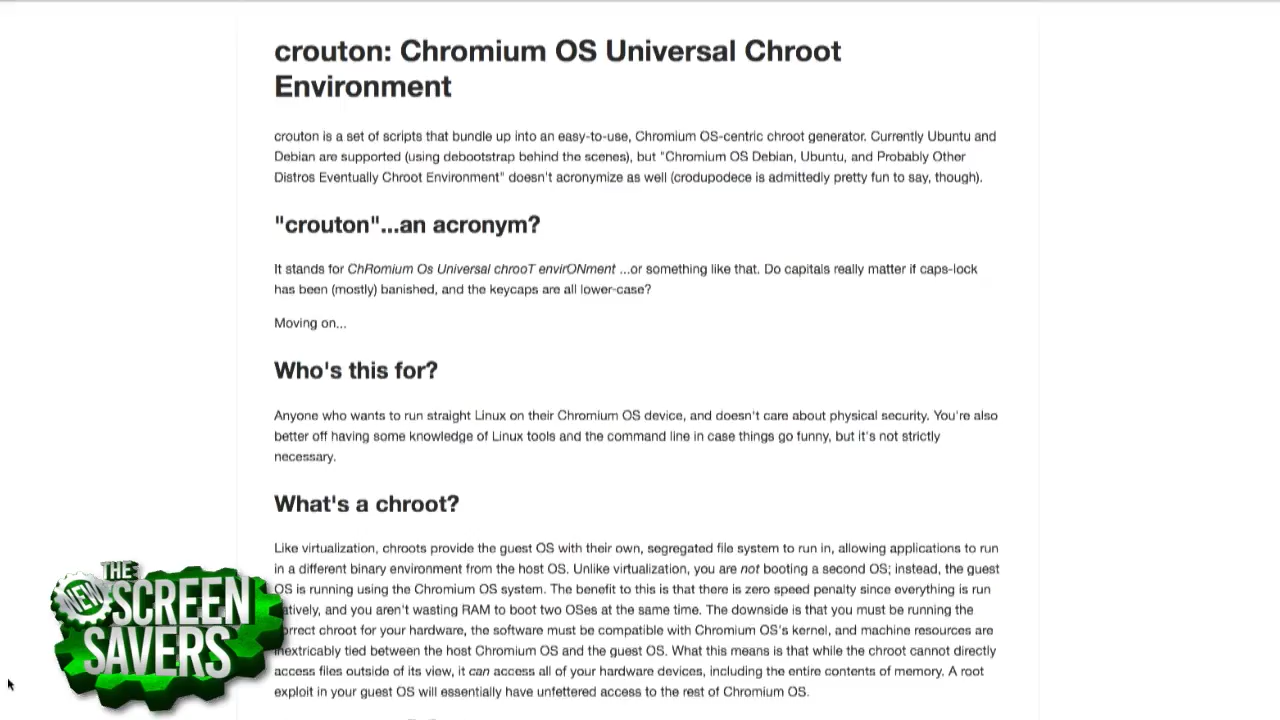 crouton: Chromium OS Universal Chroot
Environment
crouton is a set of scripts that bundle up into an easy-to-use, Chromium OS-centric chroot generator. Currently Ubuntu and
Debian are supported (using debootstrap behind the scenes), but "Chromium OS Debian, Ubuntu, and Probably Other
Distros Eventually Chroot Environment" doesn't acronymize as well (crodupodece is admittedly pretty fun to say, though).
"crouton"...an acronym?
It stands for ChRomium Os Universal chrooT envirONment ...or something like that. Do capitals really matter if caps-lock
has been (mostly) banished, and the keycaps are all lower-case?
Moving on...
Who's this for?
Anyone who wants to run straight Linux on their Chromium OS device, and doesn't care about physical security. You're also
better off having some knowledge of Linux tools and the command line in case things go funny, but it's not strictly
necessary.
What's a chroot?
Like virtualization, chroots provide the guest OS with their own, segregated file system to run in, allowing applications to run
in a different binary environment from the host OS. Unlike virtualization, you are not booting a second OS; instead, the guest
OS is running using the Chromium OS system. The benefit to this is that there is zero speed penalty since everything is run
atively, and you aren't wasting RAM to boot two OSes at the same time. The downside is that you must be running the
orrect chroot for your hardware, the software must be compatible with Chromium OS's kernel, and machine resources are
inextricably tied between the host Chromium OS and the guest OS. What this means is that while the chroot cannot directly
access files outside of its view, it can access all of your hardware devices, including the entire contents of memory. A root
exploit in your guest OS will essentially have unfettered access to the rest of Chromium OS.
THE
NEW SCREEN
SAVERS